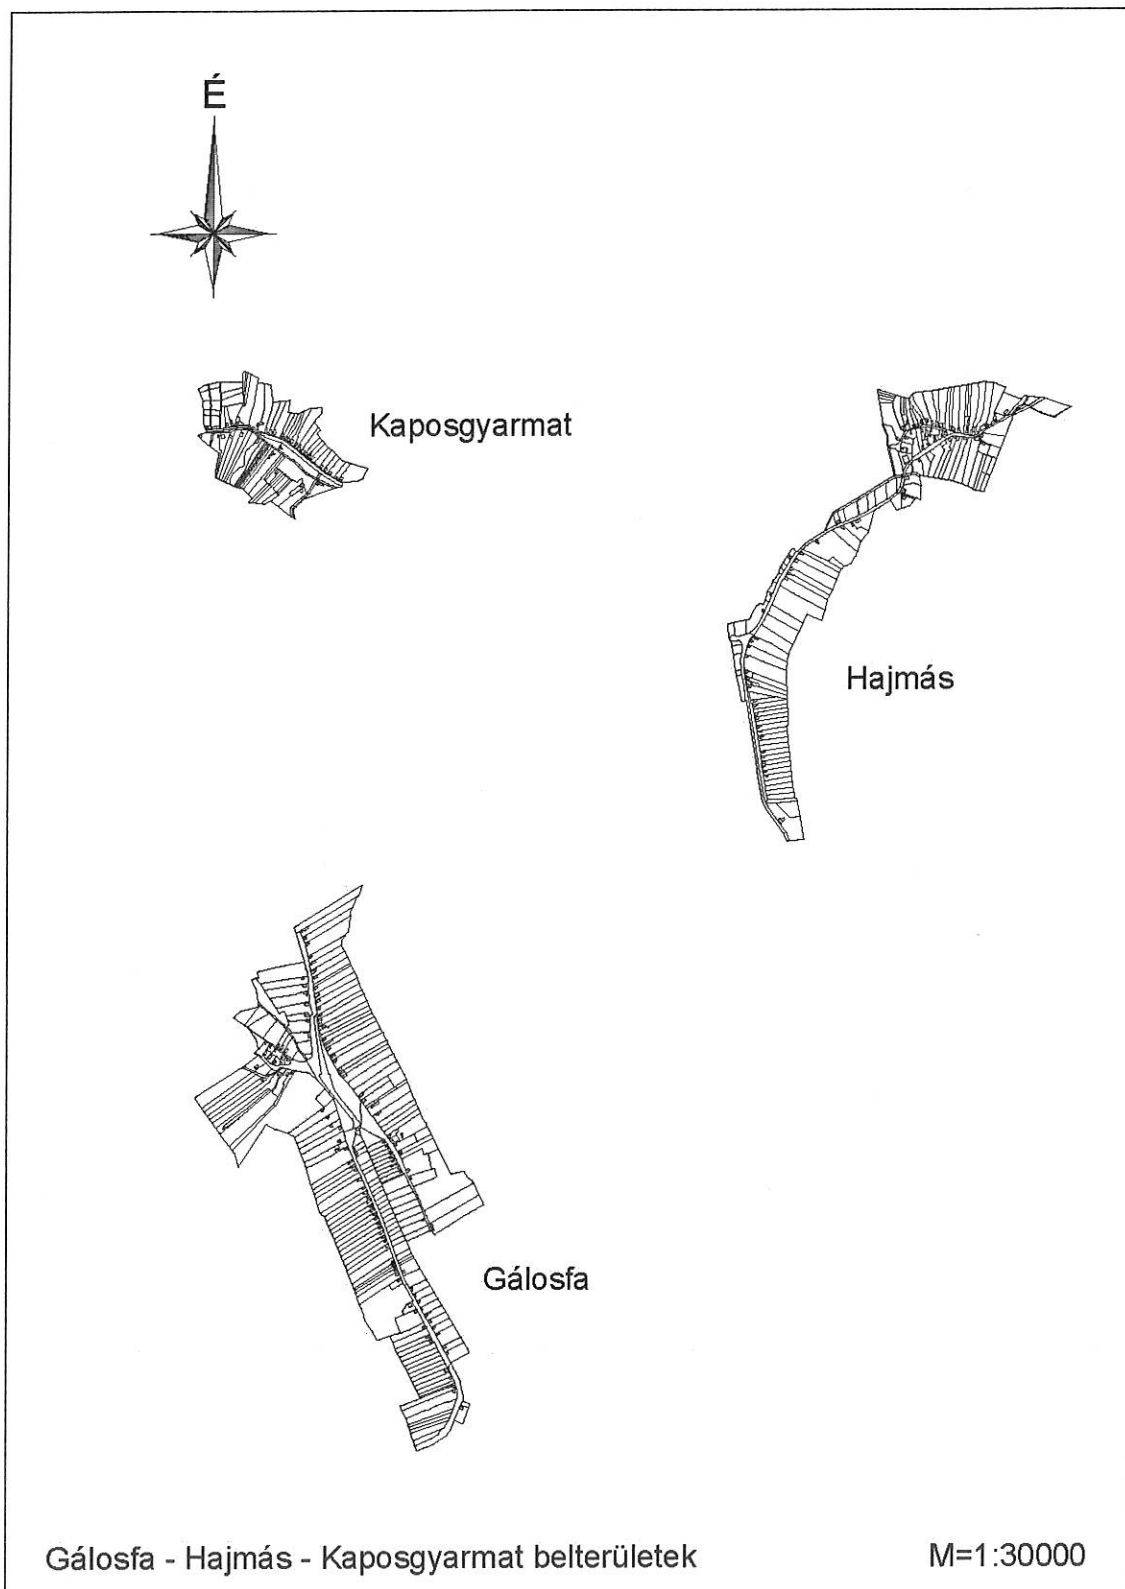 É
Kaposgyarmat
Hajmás
Gálosfa
Gálosfa - Hajmás - Kaposgyarmat belterületek
M=1:30000